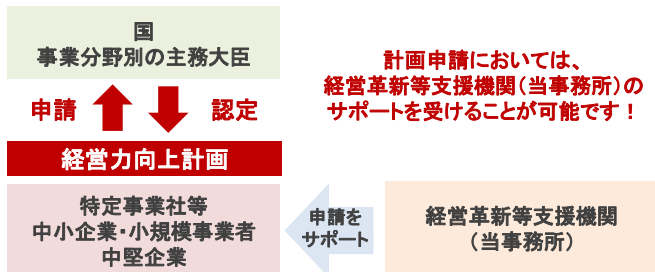 国
事業分野別の主務大臣
計画申請においては、
経営革新等支援機関（当事務所）の
サポートを受けることが可能です！
申請
認定
経営力向上計画
特定事業社等
中小企業・小規模事業者
中堅企業
申請を
サポート
経営革新等支援機関
（当事務所）